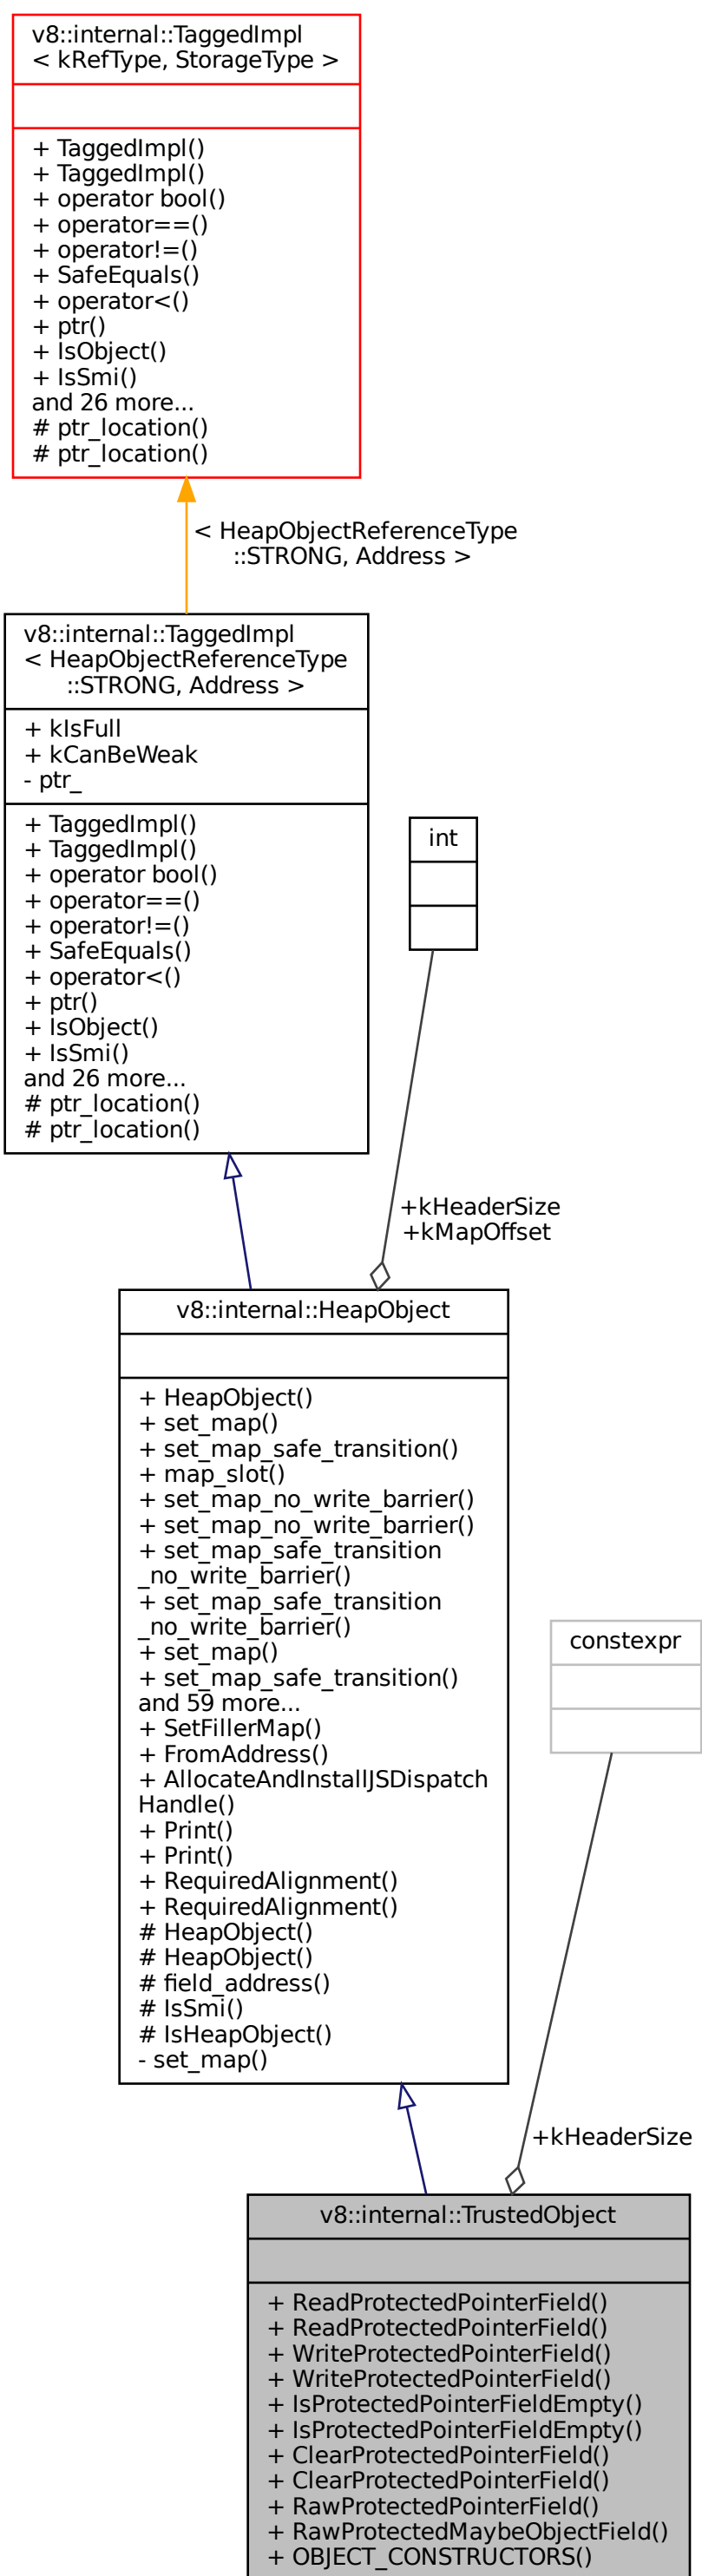 v8::internal::TaggedImpl
< kRefType, StorageType >
+ TaggedImpl()
+ TaggedImpl()
+ operator bool()
+ operator==()
+ operator!=()
+ SafeEquals()
+ operator<()
+ ptr()
+ IsObject()
+ IsSmi()
and 26 more...
# ptr_location()
# ptr_location()
< HeapObjectReferenceType
::STRONG, Address >
v8::internal::TaggedImpl
< HeapObjectReferenceType
::STRONG, Address >
+ kIsFull
+ kCanBeWeak
- ptr_
+ TaggedImpl()
+ TaggedImpl()
+ operator bool()
+ operator==()
+ operator!=()
+ SafeEquals()
+ operator<()
+ ptr()
+ IsObject()
+ IsSmi()
and 26 more...
# ptr_location()
# ptr_location()
int
+kHeaderSize
+kMapOffset
v8::internal::HeapObject
+ HeapObject()
+ set_map()
+ set_map_safe_transition()
+ map_slot()
+ set_map_no_write_barrier()
+ set_map_no_write_barrier()
+ set_map_safe_transition
_no_write_barrier()
+ set_map_safe_transition
_no_write_barrier()
+ set_map()
+ set_map_safe_transition()
and 59 more...
+ SetFillerMap()
+ FromAddress()
+ AllocateAndInstallJSDispatch
Handle()
+ Print()
+ Print()
+ RequiredAlignment()
+ RequiredAlignment()
# HeapObject()
# HeapObject()
# field_address()
# IsSmi()
# IsHeapObject()
- set_map()
constexpr
+kHeaderSize
v8::internal::TrustedObject
+ ReadProtectedPointerField()
+ ReadProtectedPointerField()
+ WriteProtectedPointerField()
+ WriteProtectedPointerField()
+ IsProtectedPointerFieldEmpty()
+ IsProtectedPointerFieldEmpty()
+ ClearProtectedPointerField()
+ ClearProtectedPointerField()
+ RawProtectedPointerField()
+ RawProtectedMaybeObjectField()
+ OBJECT_CONSTRUCTORS()